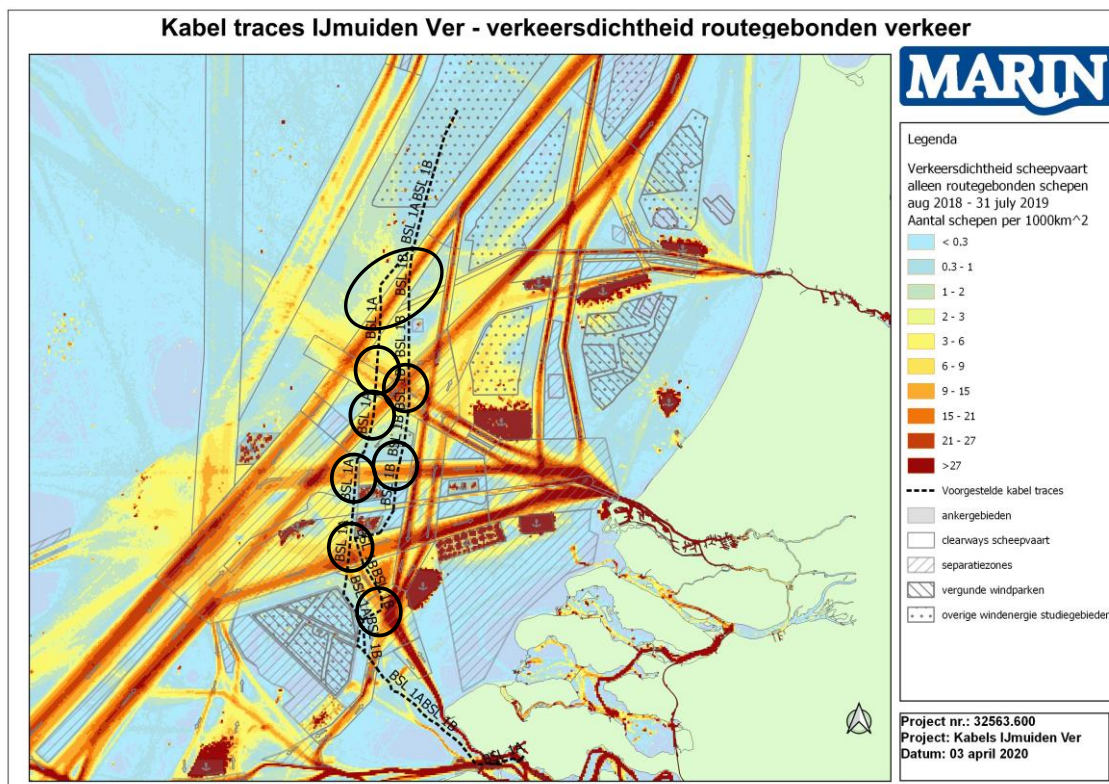 Kabel traces IJmuiden Ver - verkeersdichtheid routegebonden verkeer
MARIN
Legenda
Verkeersdichtheid scheepvaart
alleen routegebonden schepen
aug 2018 - 31 july 2019
Aantal schepen per 1000km^2
< 0.3
0.3 - 1
1 - 2
2 - 3
3 - 6
6 - 9
9 - 15
15 - 21
21 - 27
>27
Voorgestelde kabel traces
ankergebieden
clearways scheepvaart
separatiezones
vergunde windparken
overige windenergie studiegebieden
Project nr.: 32563.600
Project: Kabels IJmuiden Ver
Datum: 03 april 2020
BSL 1ABSL 1B
BSL 1B
BSL 1A
BSL 1B
BSL 1B
BSL 1A
BSL 1B
BSL 1A
BSL 1B
BSL 1A
BSL 1B
BSL 1ABSL 1B